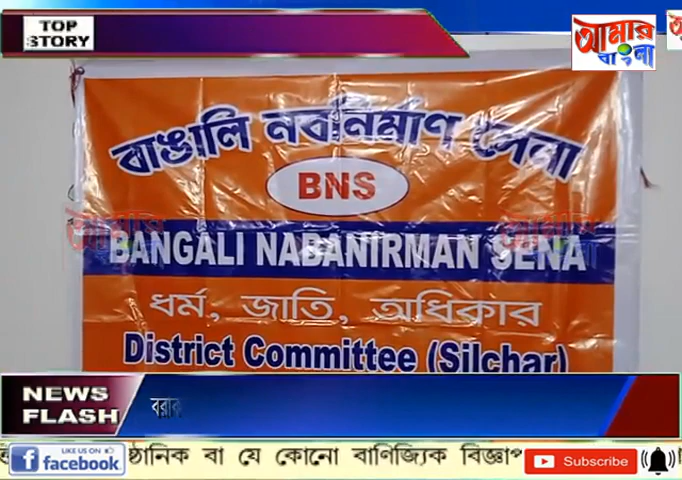 TOP
STORY
আমার
বাংলা
বাঙালি নবনির্মাণ সেনা
BNS
BANGALI NABANIRMAN SENA
ধর্ম, জাতি, অধিকার
District Committee (Silchar)
NEWS
FLASH
বরাক
LIKE US ON
facebook
ষ্ঠানিক বা যে কোনো বাণিজ্যিক বিজ্ঞাপ
Subscribe